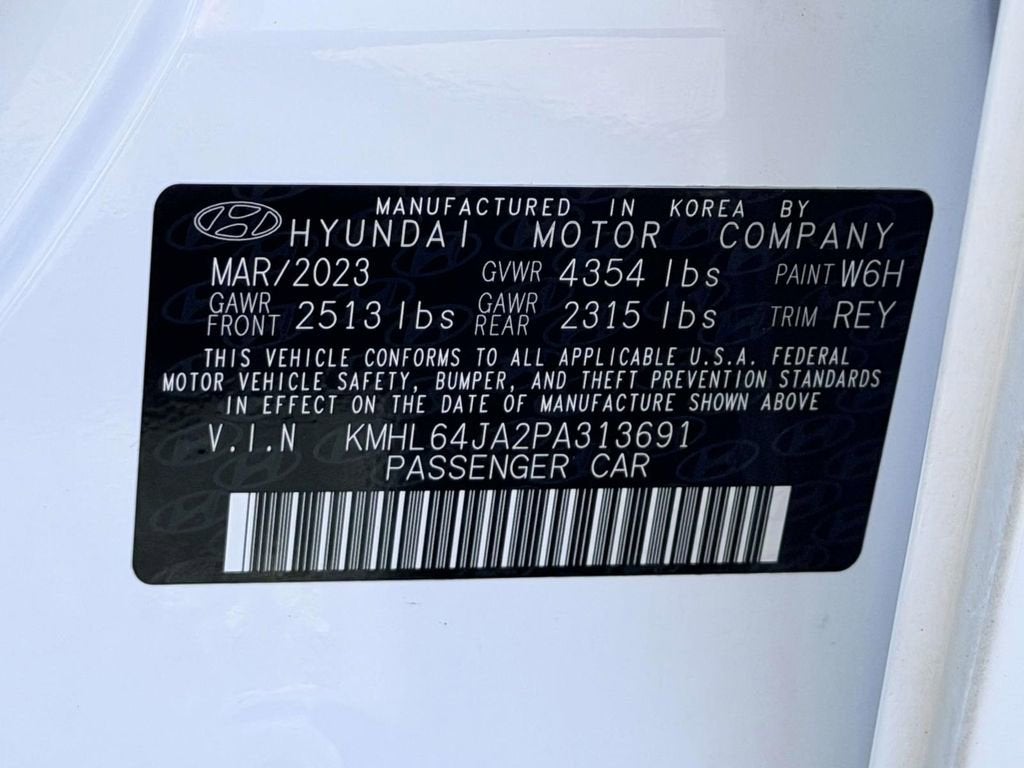 MANUFACTURED IN KOREA BY
HYUNDAI MOTOR COMPANY
MAR/2023 GVWR 4354 lbs PAINT W6H
GAWR FRONT 2513 lbs GAWR REAR 2315 lbs TRIM REY
THIS VEHICLE CONFORMS TO ALL APPLICABLE U.S.A. FEDERAL
MOTOR VEHICLE SAFETY, BUMPER, AND THEFT PREVENTION STANDARDS
IN EFFECT ON THE DATE OF MANUFACTURE SHOWN ABOVE
V.I.N KMHL64JA2PA313691
PASSENGER CAR